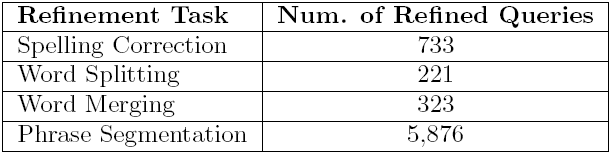 Refinement Task Num. of Refined Queries
Spelling Correction 733
Word Splitting 221
Word Merging 323
Phrase Segmentation 5,876